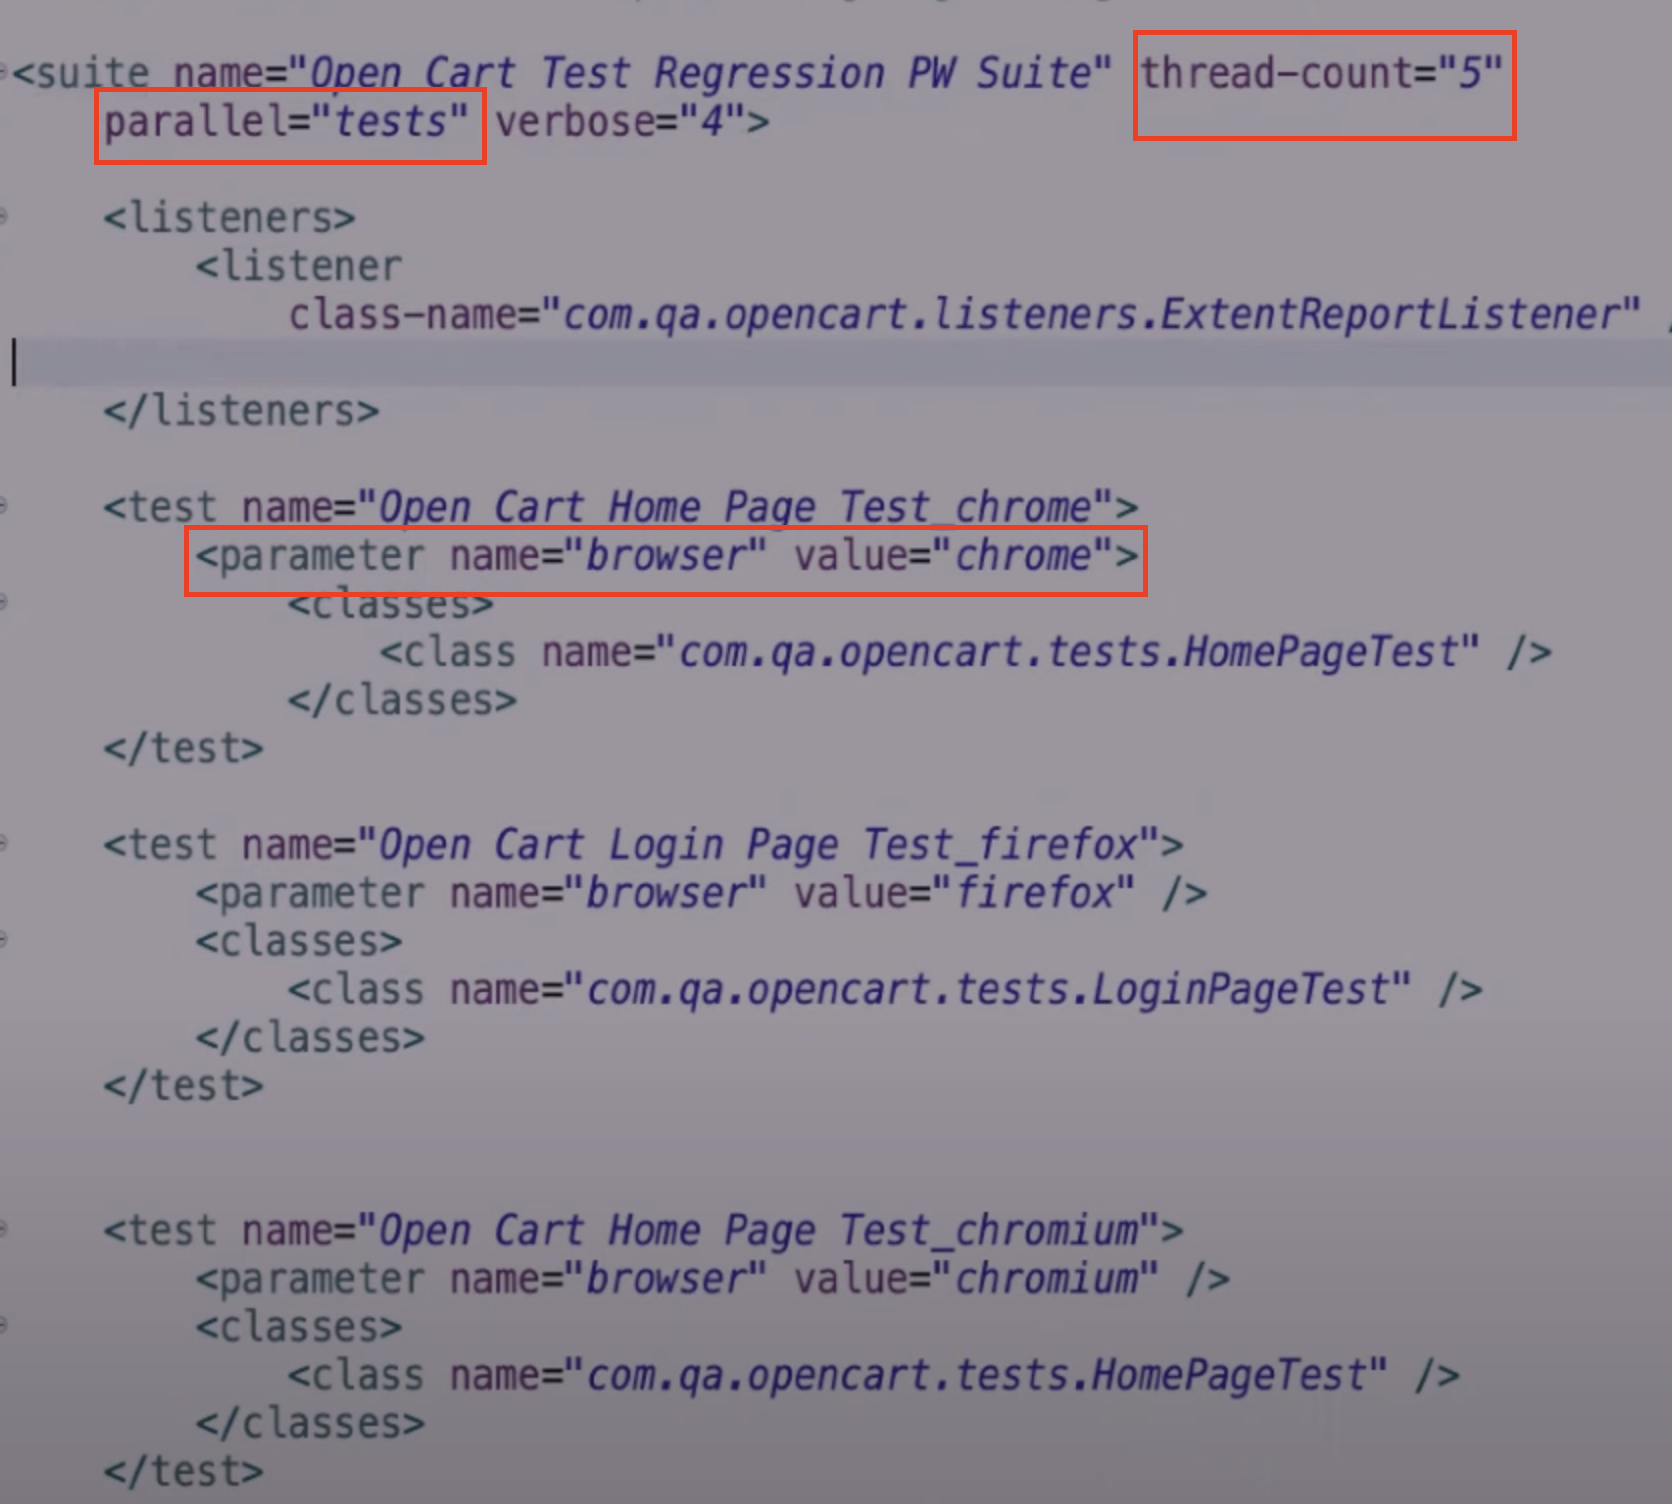 <suite name="Open Cart Test Regression PW Suite" thread-count="5"
parallel="tests" verbose="4">
<listeners>
<listener
class-name="com.qa.opencart.listeners.ExtentReportListener"
</listeners>
<test name="Open Cart Home Page Test_chrome">
<parameter name="browser" value="chrome">
<classes>
<class name="com.qa.opencart.tests.HomePageTest" />
</classes>
</test>
<test name="Open Cart Login Page Test_firefox">
<parameter name="browser" value="firefox" />
<classes>
<class name="com.qa.opencart.tests.LoginPageTest" />
</classes>
</test>
<test name="Open Cart Home Page Test_chromium">
<parameter name="browser" value="chromium" />
<classes>
<class name="com.qa.opencart.tests.HomePageTest" />
</classes>
</test>